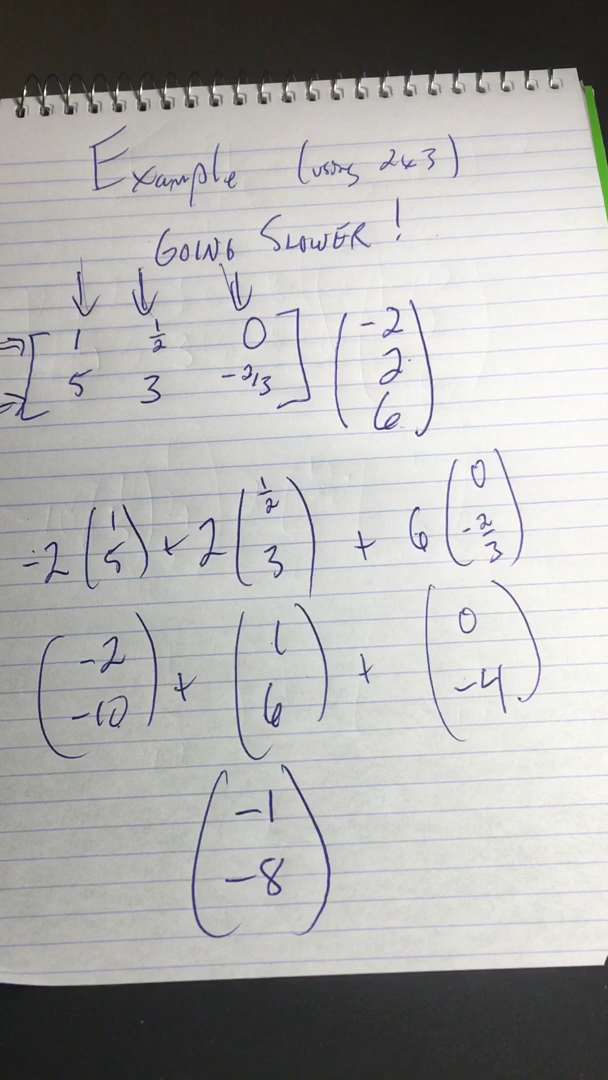 Example (using 2x3)
GOING SLOWER!
↓ ↓ ↓
⇒ [ 1 1/2 0 ] ( -2 )
⇒ [ 5 3 -2/3 ] ( 2 )
( 6 )
-2 ( 1 ) + 2 ( 1/2 ) + 6 ( 0 )
( 5 ) ( 3 ) ( -2/3 )
( -2 ) + ( 1 ) + ( 0 )
( -10 ) ( 6 ) ( -4 )
( -1 )
( -8 )